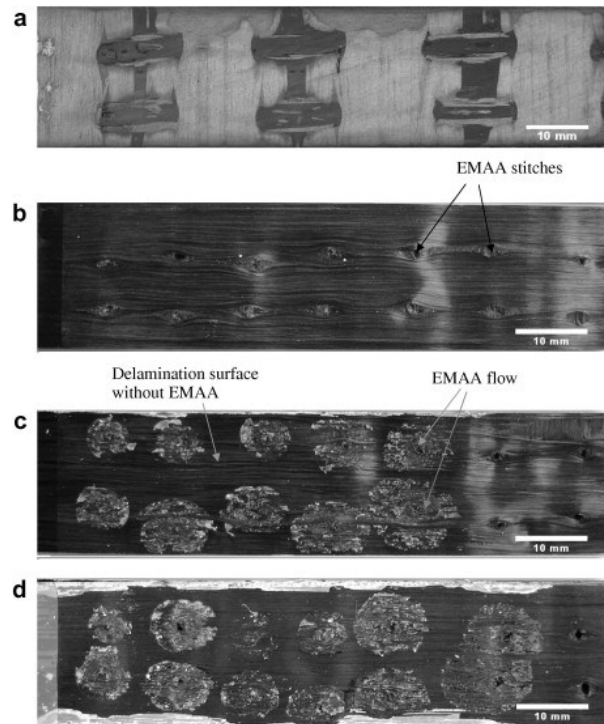 a
10 mm
EMAA stitches
b
10 mm
Delamination surface
without EMAA
EMAA flow
c
10 mm
d
10 mm